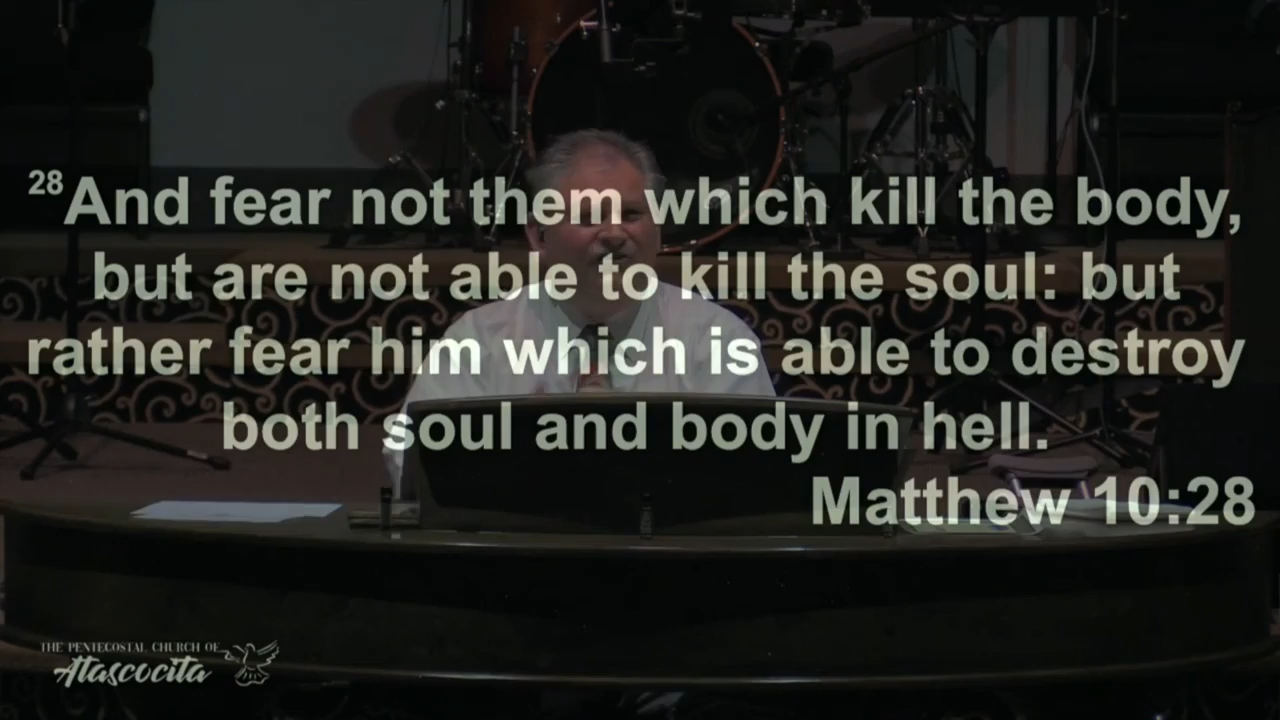 28And fear not them which kill the body,
but are not able to kill the soul: but
rather fear him which is able to destroy
both soul and body in hell.
Matthew 10:28
THE PENTECOSTAL CHURCH OF
Atascocita